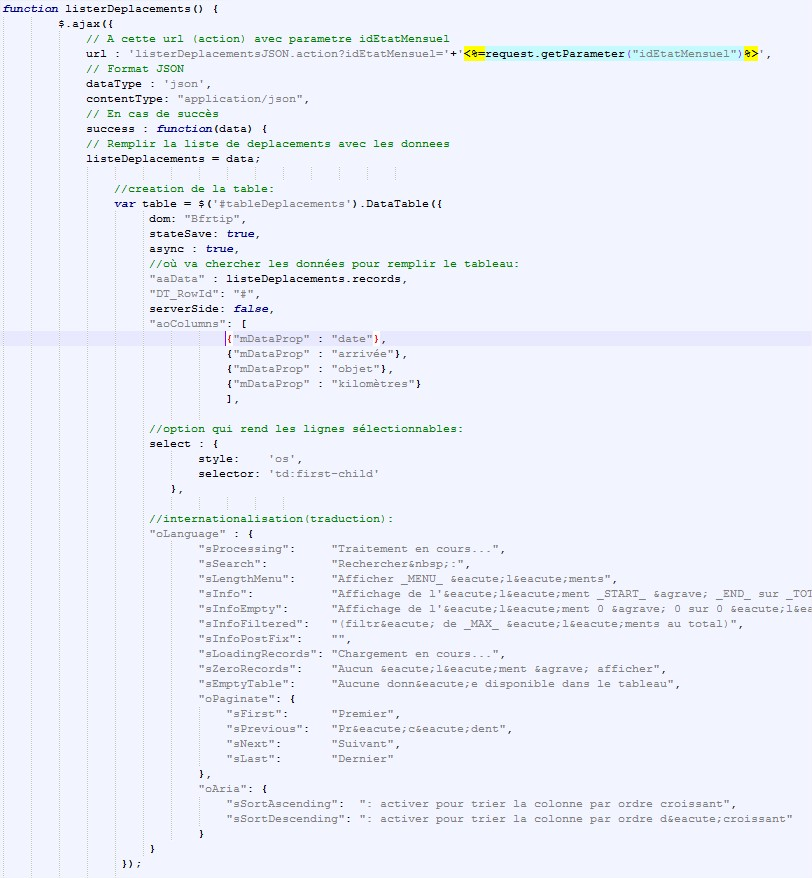 function listerDeplacements() {
$.ajax({
// A cette url (action) avec parametre idEtatMensuel
url : 'listerDeplacementsJSON.action?idEtatMensuel='+'<%=request.getParameter("idEtatMensuel")%>',
// Format JSON
dataType : 'json',
contentType: "application/json",
// En cas de succès
success : function(data) {
// Remplir la liste de deplacements avec les donnees
listeDeplacements = data;
//creation de la table:
var table = $('#tableDeplacements').DataTable({
dom: "Bfrtip",
stateSave: true,
async : true,
//où va chercher les données pour remplir le tableau:
"aaData" : listeDeplacements.records,
"DT_RowId": "#",
serverSide: false,
"aoColumns": [
{"mDataProp" : "date"},
{"mDataProp" : "arrivée"},
{"mDataProp" : "objet"},
{"mDataProp" : "kilomètres"}
],
//option qui rend les lignes sélectionnables:
select : {
style: 'os',
selector: 'td:first-child'
},
//internationalisation(traduction):
"oLanguage" : {
"sProcessing": "Traitement en cours...",
"sSearch": "Rechercher&nbsp;:",
"sLengthMenu": "Afficher _MENU_ &eacute;l&eacute;ments",
"sInfo": "Affichage de l'&eacute;l&eacute;ment _START_ &agrave; _END_ sur _TOT
"sInfoEmpty": "Affichage de l'&eacute;l&eacute;ment 0 &agrave; 0 sur 0 &eacute;l&ea
"sInfoFiltered": "(filtr&eacute; de _MAX_ &eacute;l&eacute;ments au total)",
"sInfoPostFix": "",
"sLoadingRecords": "Chargement en cours...",
"sZeroRecords": "Aucun &eacute;l&eacute;ment &agrave; afficher",
"sEmptyTable": "Aucune donn&eacute;e disponible dans le tableau",
"oPaginate": {
"sFirst": "Premier",
"sPrevious": "Pr&eacute;c&eacute;dent",
"sNext": "Suivant",
"sLast": "Dernier"
},
"oAria": {
"sSortAscending": ": activer pour trier la colonne par ordre croissant",
"sSortDescending": ": activer pour trier la colonne par ordre d&eacute;croissant"
}
}
});